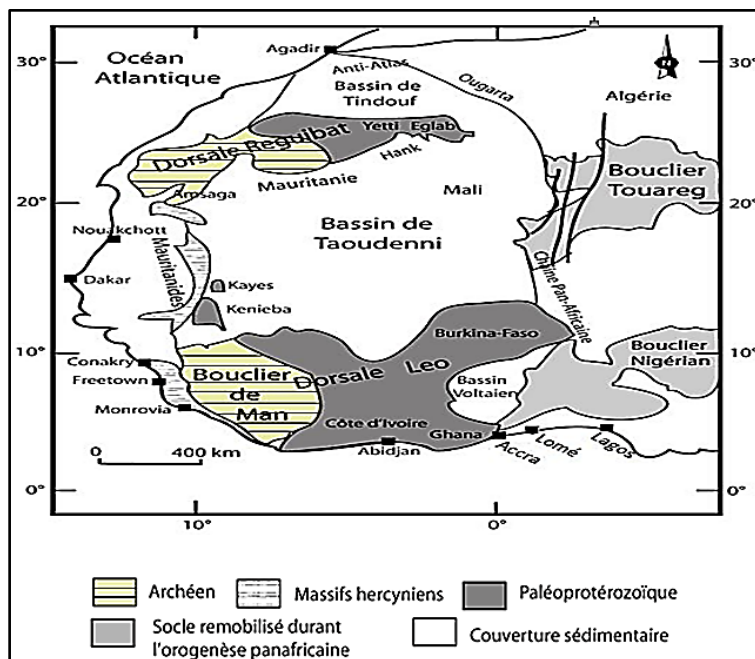 30°
30°
20°
20°
10°
10°
0°
0°
10°
0°
Océan
Atlantique
Agadir
Anti-Atlas
Bassin de
Tindouf
Ougarta
Algérie
N
Dorsale Reguibat
Yetti Eglab
Hank
Mauritanie
Amsaga
Mali
Bouclier
Touareg
Nouakchott
Mauritanides
Bassin de
Taoudenni
Dakar
Kayes
Kenieba
Chaine Pan-Africaine
Burkina-Faso
Conakry
Freetown
Monrovia
Bouclier
de
Man
Dorsale Leo
Bassin
Voltaien
Bouclier
Nigérian
Côte d'Ivoire
Ghana
Abidjan
Accra
Lomé
Lagos
0 400 km
Archéen
Massifs hercyniens
Paléoprotérozoïque
Socle remobilisé durant
l'orogenèse panafricaine
Couverture sédimentaire